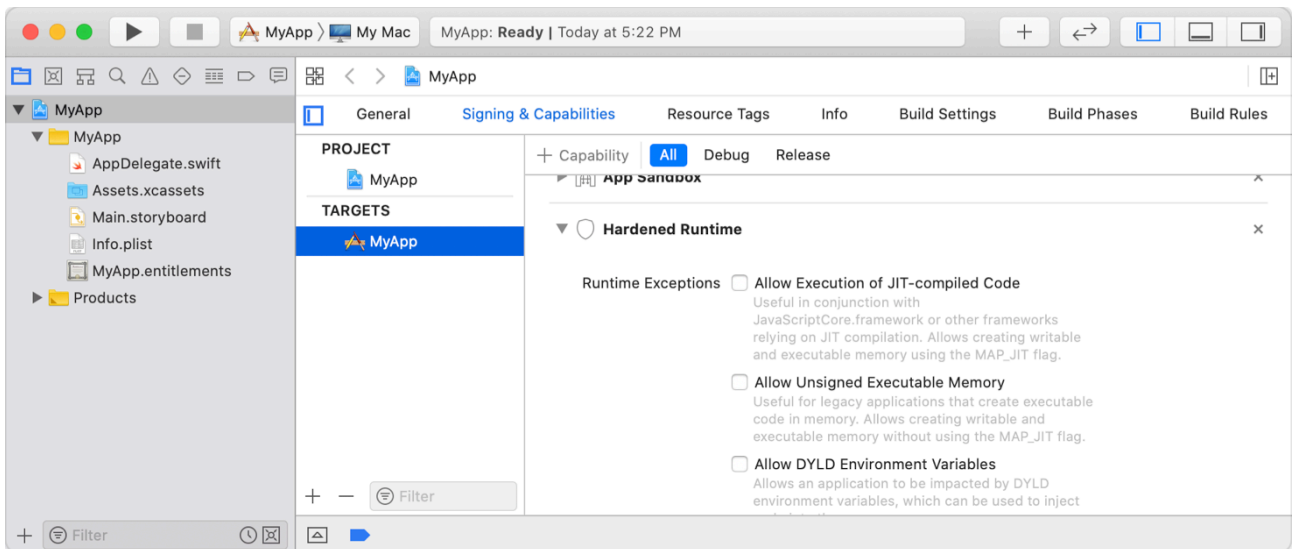 MyApp 〉 My Mac
MyApp: Ready | Today at 5:22 PM
MyApp
MyApp
General Signing & Capabilities Resource Tags Info Build Settings Build Phases Build Rules
MyApp
AppDelegate.swift
Assets.xcassets
Main.storyboard
Info.plist
MyApp.entitlements
Products
Filter
PROJECT
MyApp
TARGETS
MyApp
Filter
+ Capability All Debug Release
App Sandbox
Hardened Runtime
Runtime Exceptions
Allow Execution of JIT-compiled Code
Useful in conjunction with
JavaScriptCore.framework or other frameworks
relying on JIT compilation. Allows creating writable
and executable memory using the MAP_JIT flag.
Allow Unsigned Executable Memory
Useful for legacy applications that create executable
code in memory. Allows creating writable and
executable memory without using the MAP_JIT flag.
Allow DYLD Environment Variables
Allows an application to be impacted by DYLD
environment variables, which can be used to inject